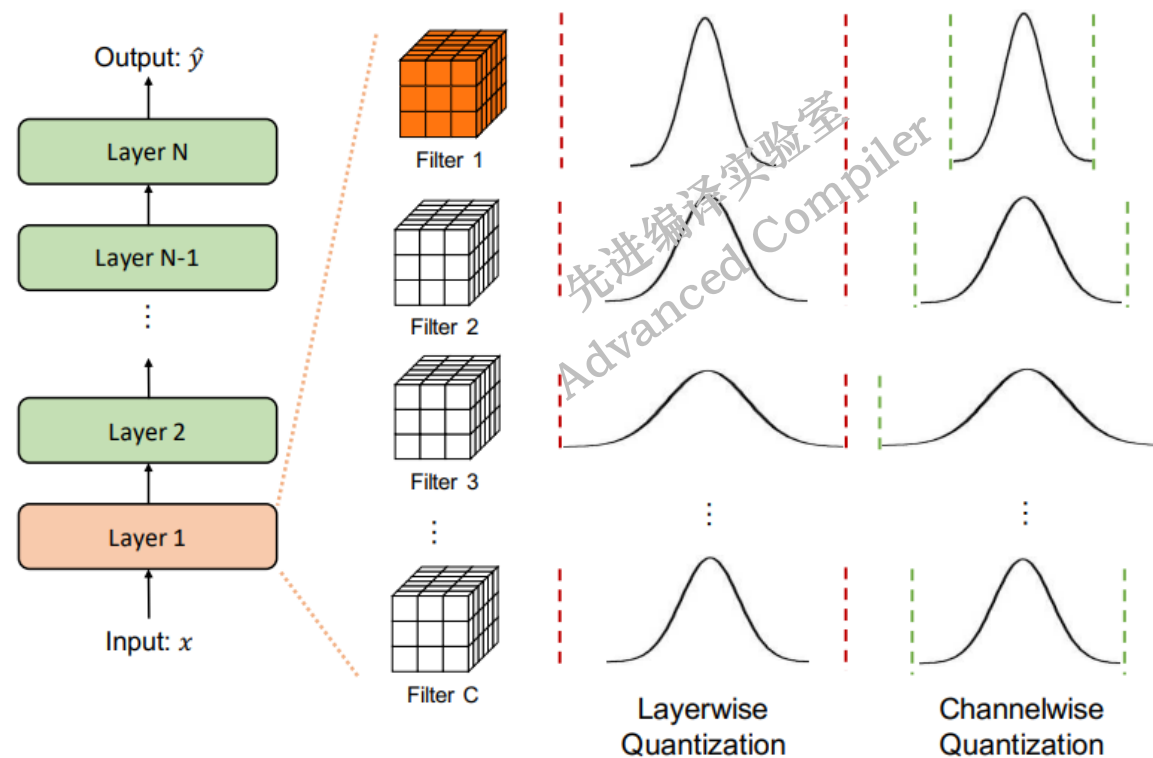 Output: ŷ
Layer N
Layer N-1
⋮
Layer 2
Layer 1
Input: x
Filter 1
Filter 2
Filter 3
⋮
Filter C
⋮
⋮
Layerwise
Quantization
Channelwise
Quantization
先进编译实验室
Advanced Compiler